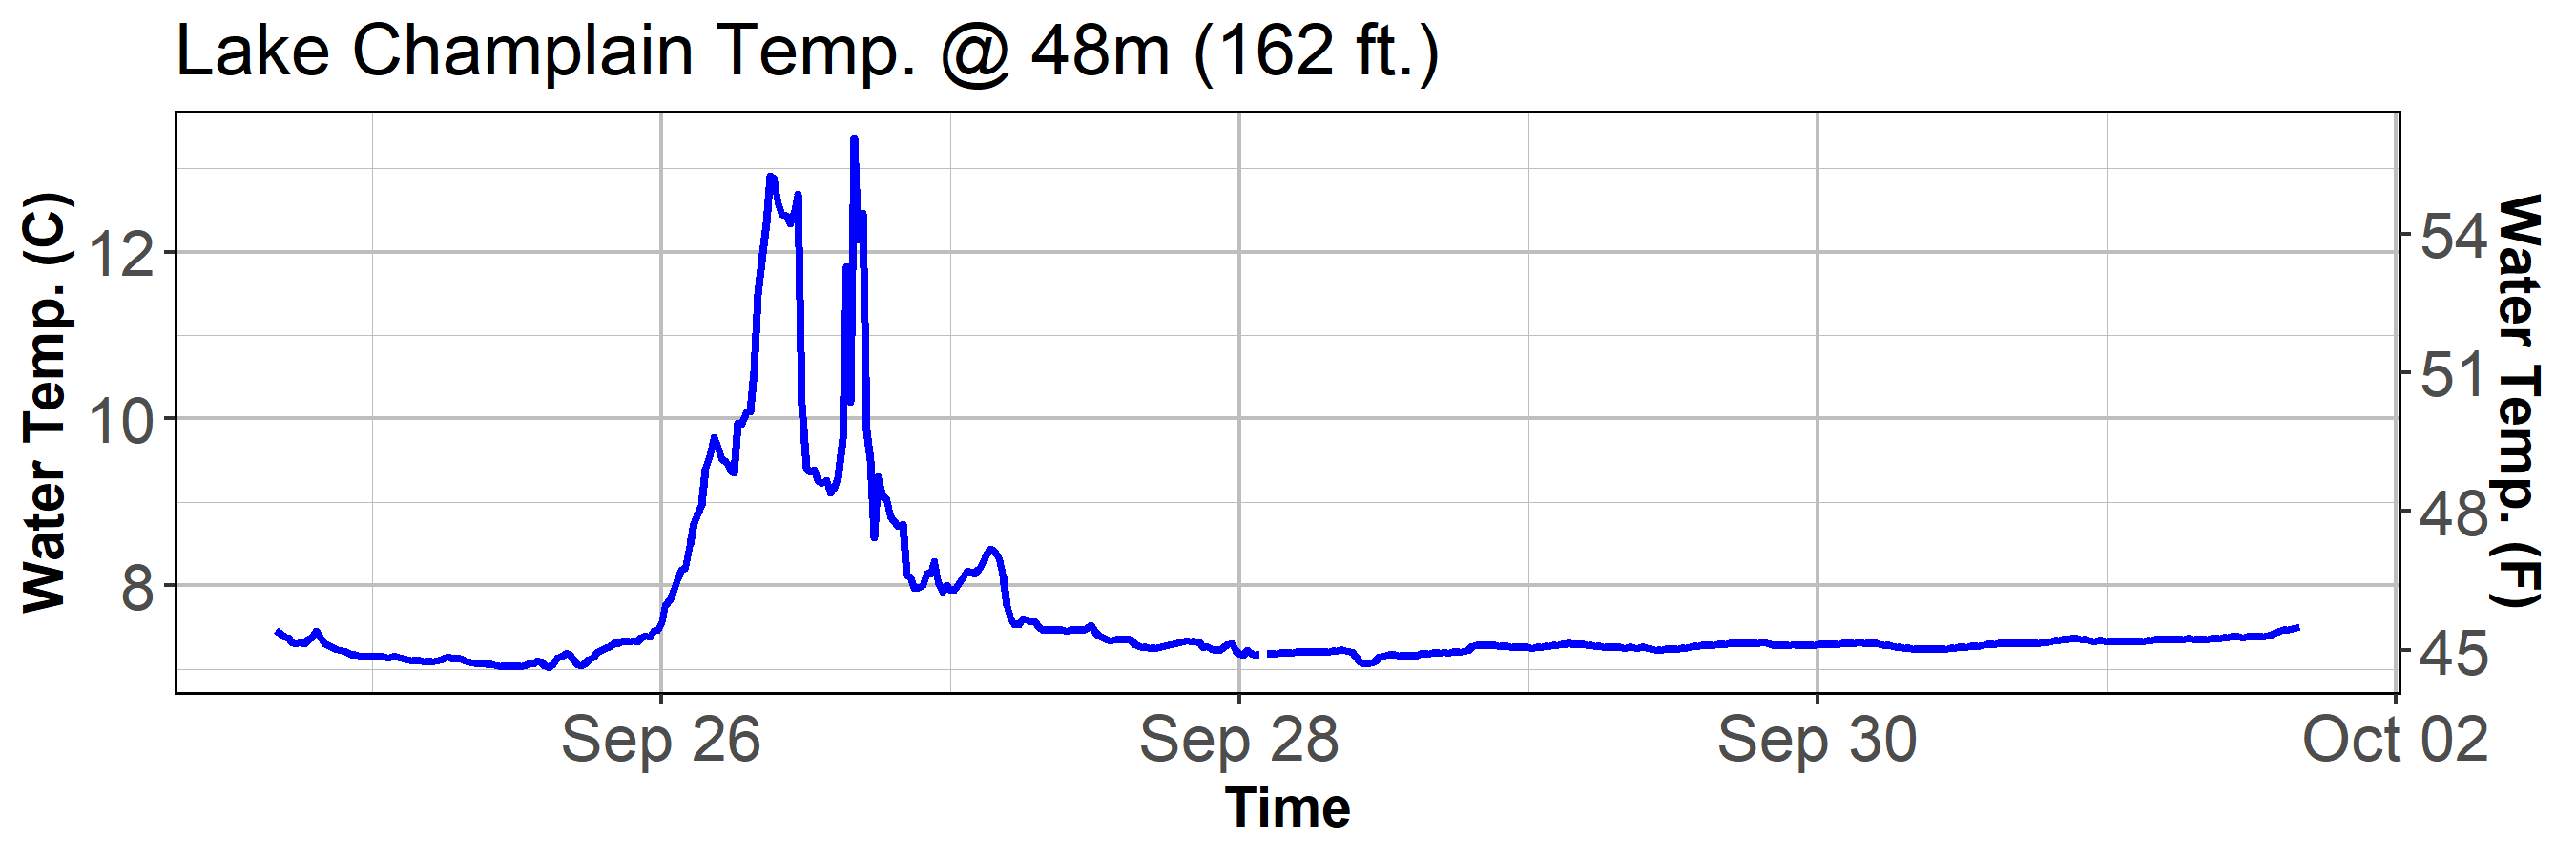 Lake Champlain Temp. @ 48m (162 ft.)
Water Temp. (C)
12
10
8
54
51
48
45
Water Temp. (F)
Sep 26
Sep 28
Sep 30
Oct 02
Time